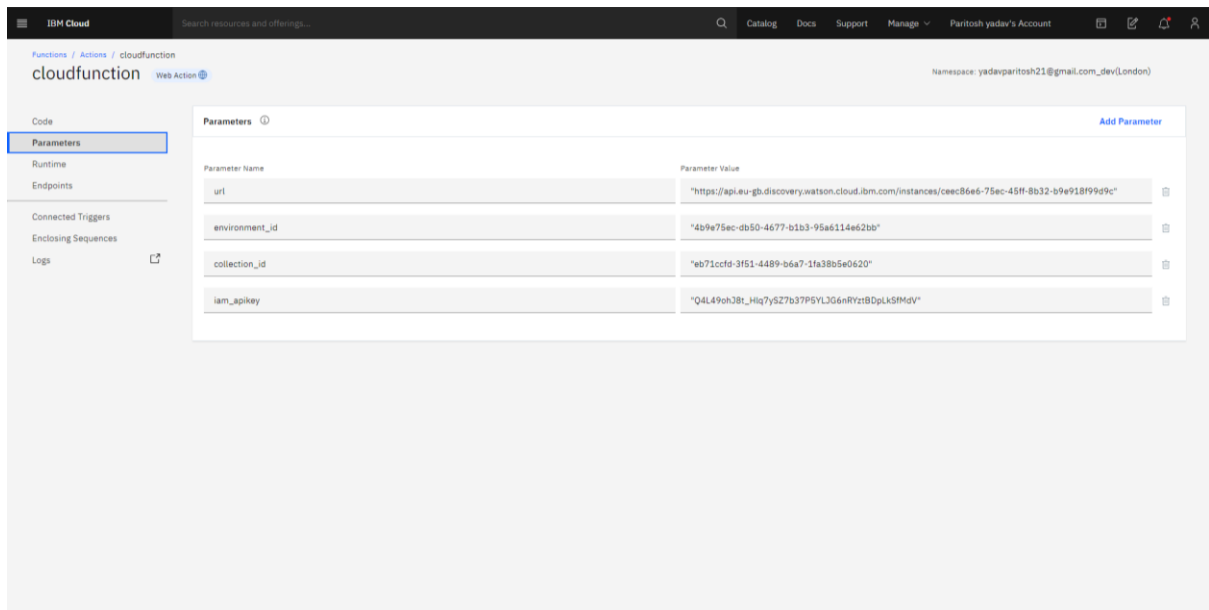 IBM Cloud Search resources and offerings... Catalog Docs Support Manage Paritosh yadav's Account
Functions / Actions / cloudfunction
cloudfunction Web Action
Namespace: yadavparitosh21@gmail.com_dev(London)
Code
Parameters
Runtime
Endpoints
Connected Triggers
Enclosing Sequences
Logs
Parameters Add Parameter
Parameter Name Parameter Value
url "https://api.eu-gb.discovery.watson.cloud.ibm.com/instances/ceec86e6-75ec-45ff-8b32-b9e918f99d9c"
environment_id "4b9e75ec-db50-4677-b1b3-95a6114e62bb"
collection_id "eb71ccfd-3f51-4489-b6a7-1fa38b5e0620"
iam_apikey